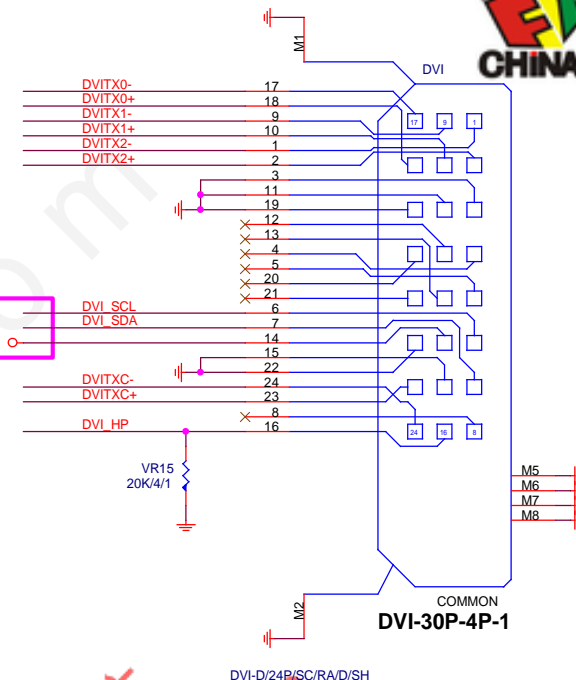 M1
CHINA
DVI
DVITX0- 17
DVITX0+ 18
DVITX1- 9
DVITX1+ 10
DVITX2- 1
DVITX2+ 2
3
11
19
12
13
4
5
20
21
DVI_SCL 6
DVI_SDA 7
14
15
22
DVITXC- 24
DVITXC+ 23
8
DVI_HP 16
17 9 1
24 16 8
VR15
20K/4/1
M5
M6
M7
M8
M2
COMMON
DVI-30P-4P-1
DVI-D/24P/SC/RA/D/SH
o m